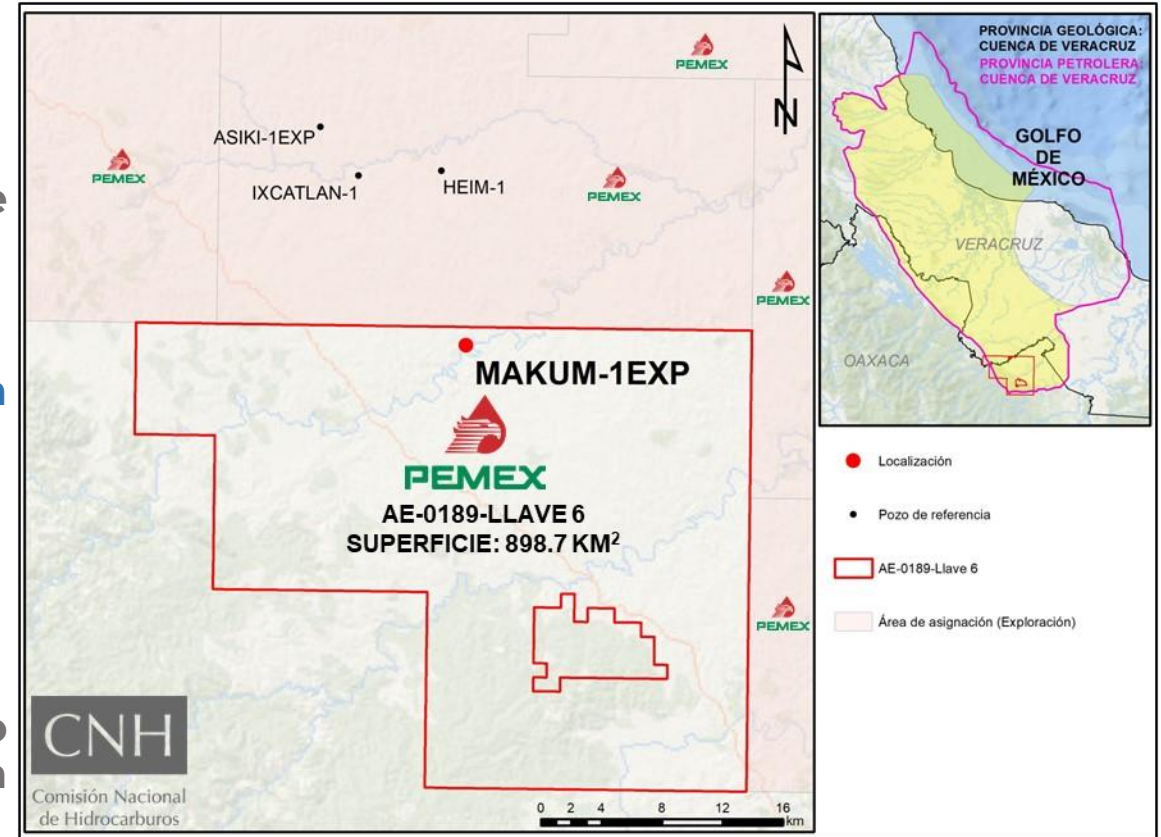 PEMEX
ASIKI-1EXP
PEMEX
IXCATLAN-1
HEIM-1
PEMEX
N
PEMEX
MAKUM-1EXP
PEMEX
AE-0189-LLAVE 6
SUPERFICIE: 898.7 KM²
PEMEX
CNH
Comisión Nacional
de Hidrocarburos
0 2 4 8 12 16
km
PROVINCIA GEOLÓGICA:
CUENCA DE VERACRUZ
PROVINCIA PETROLERA:
CUENCA DE VERACRUZ
GOLFO
DE
MÉXICO
VERACRUZ
OAXACA
Localización
Pozo de referencia
AE-0189-Llave 6
Área de asignación (Exploración)